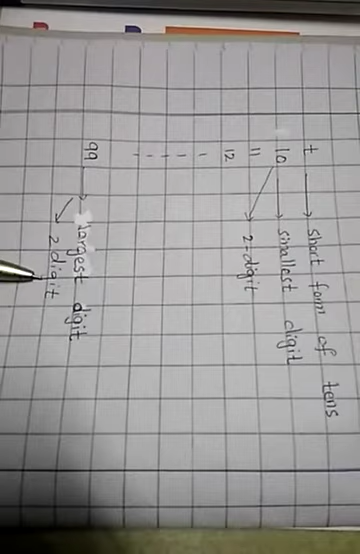 t → short form of tens
10 → smallest digit
11 2-digit
12
- - - - -
99 → largest digit
2 digit